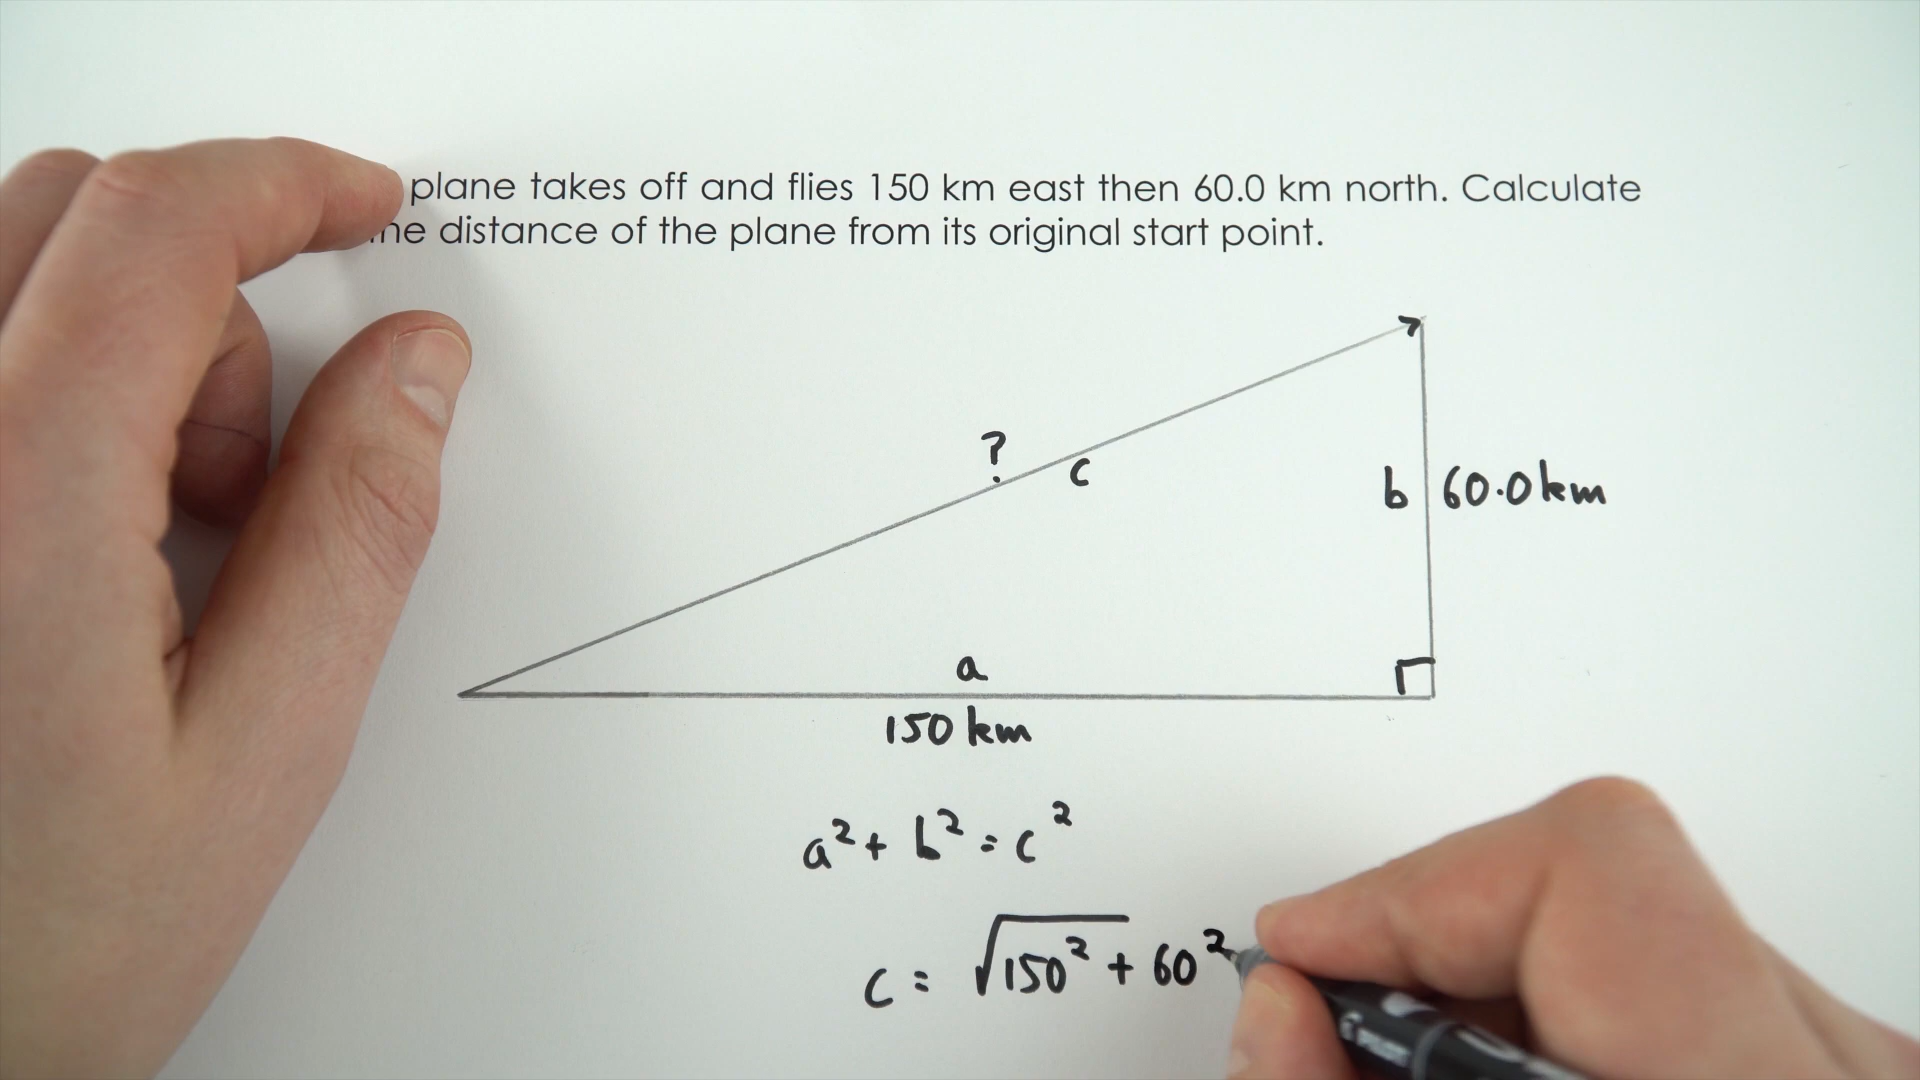 plane takes off and flies 150 km east then 60.0 km north. Calculate
distance of the plane from its original start point.
?
c
b 60.0km
a
150 km
a² + b² = c²
c = √150² + 60²
PILOT